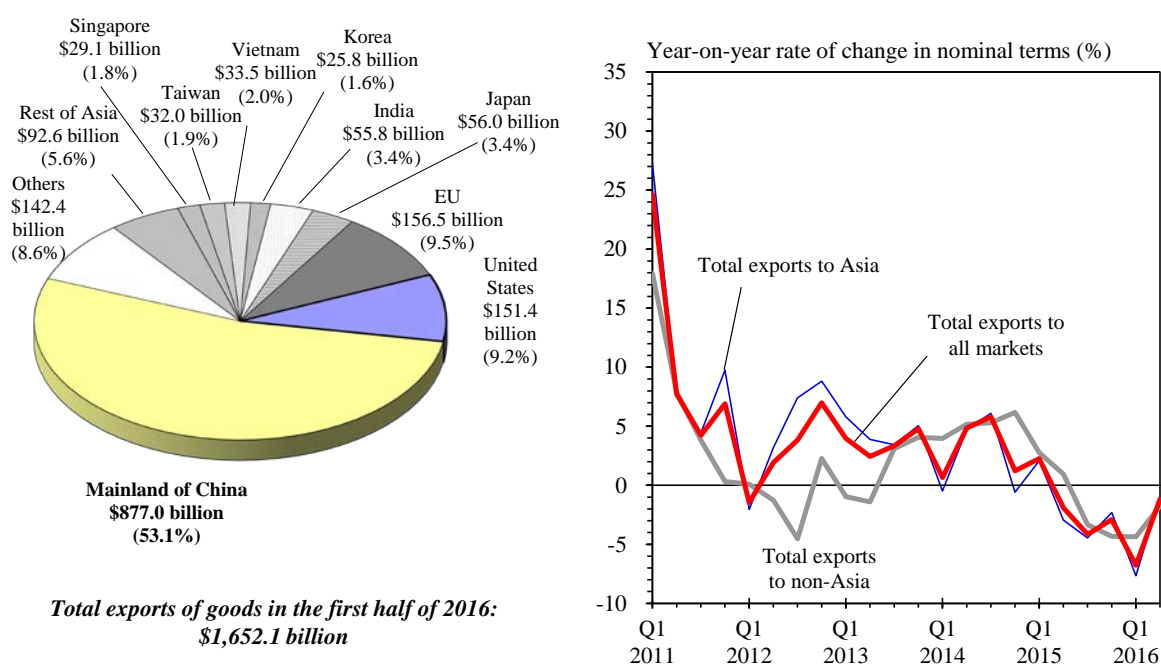 Singapore
$29.1 billion
(1.8%)
Vietnam
$33.5 billion
(2.0%)
Korea
$25.8 billion
(1.6%)
Rest of Asia
$92.6 billion
(5.6%)
Taiwan
$32.0 billion
(1.9%)
India
$55.8 billion
(3.4%)
Japan
$56.0 billion
(3.4%)
Others
$142.4
billion
(8.6%)
EU
$156.5 billion
(9.5%)
United
States
$151.4
billion
(9.2%)
Mainland of China
$877.0 billion
(53.1%)
Total exports of goods in the first half of 2016:
$1,652.1 billion
Year-on-year rate of change in nominal terms (%)
35
30
25
20
15
10
5
0
-5
-10
Total exports to Asia
Total exports to
all markets
Total exports
to non-Asia
Q1 Q1 Q1 Q1 Q1 Q1
2011 2012 2013 2014 2015 2016